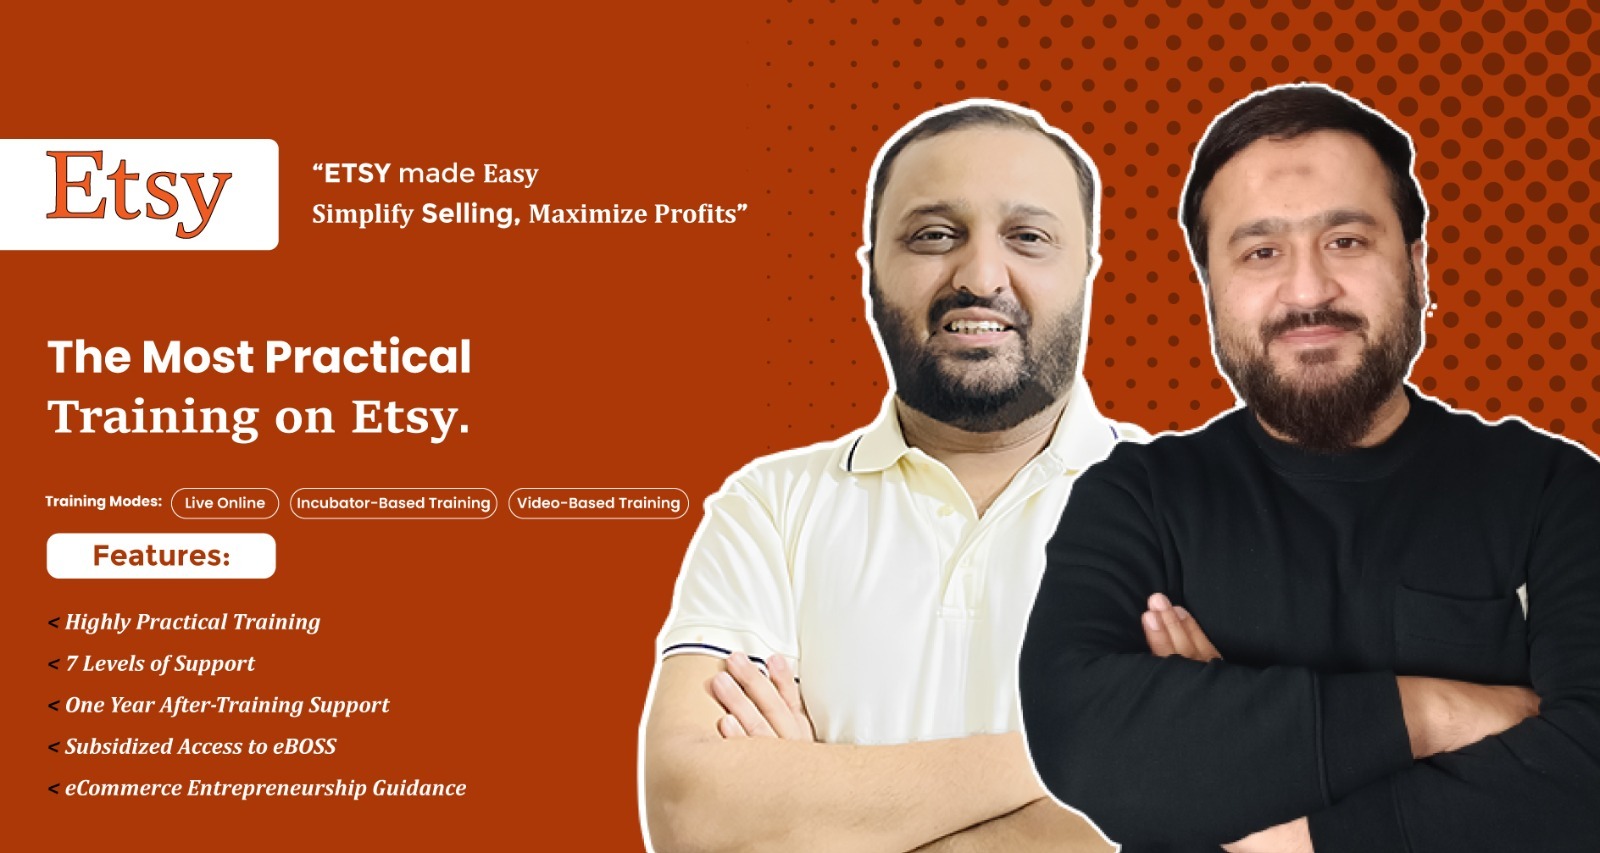 Etsy
“ETSY made Easy
Simplify Selling, Maximize Profits”
The Most Practical
Training on Etsy.
Training Modes: Live Online Incubator-Based Training Video-Based Training
Features:
< Highly Practical Training
< 7 Levels of Support
< One Year After-Training Support
< Subsidized Access to eBOSS
< eCommerce Entrepreneurship Guidance